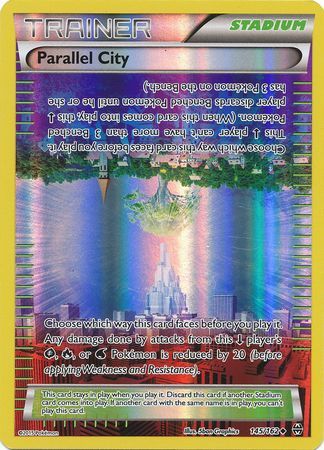 TRAINER
STADIUM
Parallel City
Choose which way this card faces before you play it.
This ↓ player can't have more than 3 Benched
Pokémon. (When this card comes into play, this ↓
player discards Benched Pokémon until he or she
has 3 Pokémon on the Bench.)
Choose which way this card faces before you play it.
Any damage done by attacks from this ↓ player's
, , or Pokémon is reduced by 20 (before
applying Weakness and Resistance).
This card stays in play when you play it. Discard this card if another Stadium
card comes into play. If another card with the same name is in play, you can't
play this card.
©2015 Pokémon
Illus. 5ban Graphics
145/162